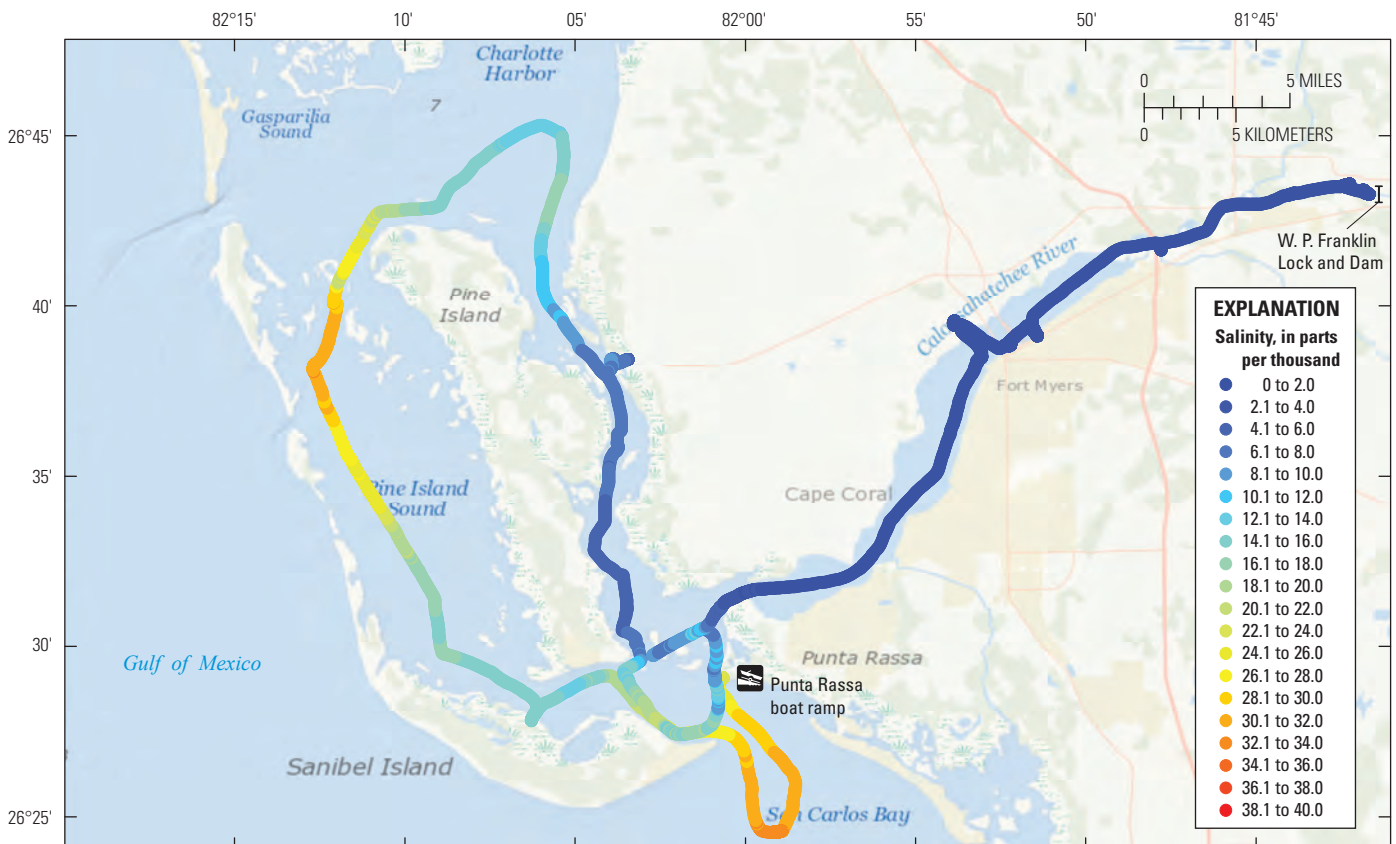 82°15'
10'
05'
82°00'
55'
50'
81°45'
Charlotte
Harbor
0
5 MILES
0
5 KILOMETERS
7
Gasparilia
Sound
26°45'
W. P. Franklin
Lock and Dam
Caloosahatchee River
Pine
Island
40'
EXPLANATION
Salinity, in parts
per thousand
0 to 2.0
2.1 to 4.0
4.1 to 6.0
6.1 to 8.0
8.1 to 10.0
10.1 to 12.0
12.1 to 14.0
14.1 to 16.0
16.1 to 18.0
18.1 to 20.0
20.1 to 22.0
22.1 to 24.0
24.1 to 26.0
26.1 to 28.0
28.1 to 30.0
30.1 to 32.0
32.1 to 34.0
34.1 to 36.0
36.1 to 38.0
38.1 to 40.0
Fort Myers
35'
Pine Island
Sound
Cape Coral
30'
Gulf of Mexico
Punta Rassa
Punta Rassa
boat ramp
Sanibel Island
26°25'
San Carlos Bay